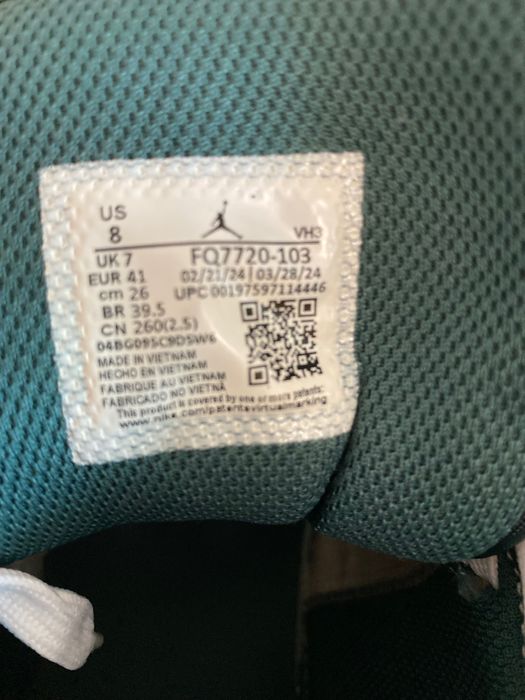 US
8
VH3
UK 7
FQ7720-103
EUR 41
02/21/24 | 03/28/24
cm 26
UPC 00197597114446
BR 39.5
CN 260(2.5)
04BG095C9D5W6
MADE IN VIETNAM
HECHO EN VIETNAM
FABRIQUE AU VIETNAM
FABRICADO NO VIETNÃ
This product is covered by one or more patents:
www.nike.com/patentsvirtualmarking